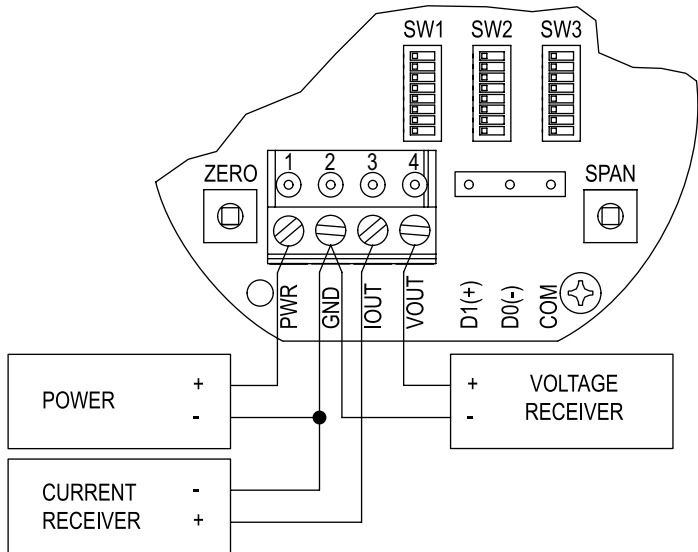 SW1 SW2 SW3
1 2 3 4
ZERO SPAN
PWR GND IOUT VOUT D1(+) D0(-) COM
POWER + -
+ - VOLTAGE RECEIVER
CURRENT RECEIVER - +